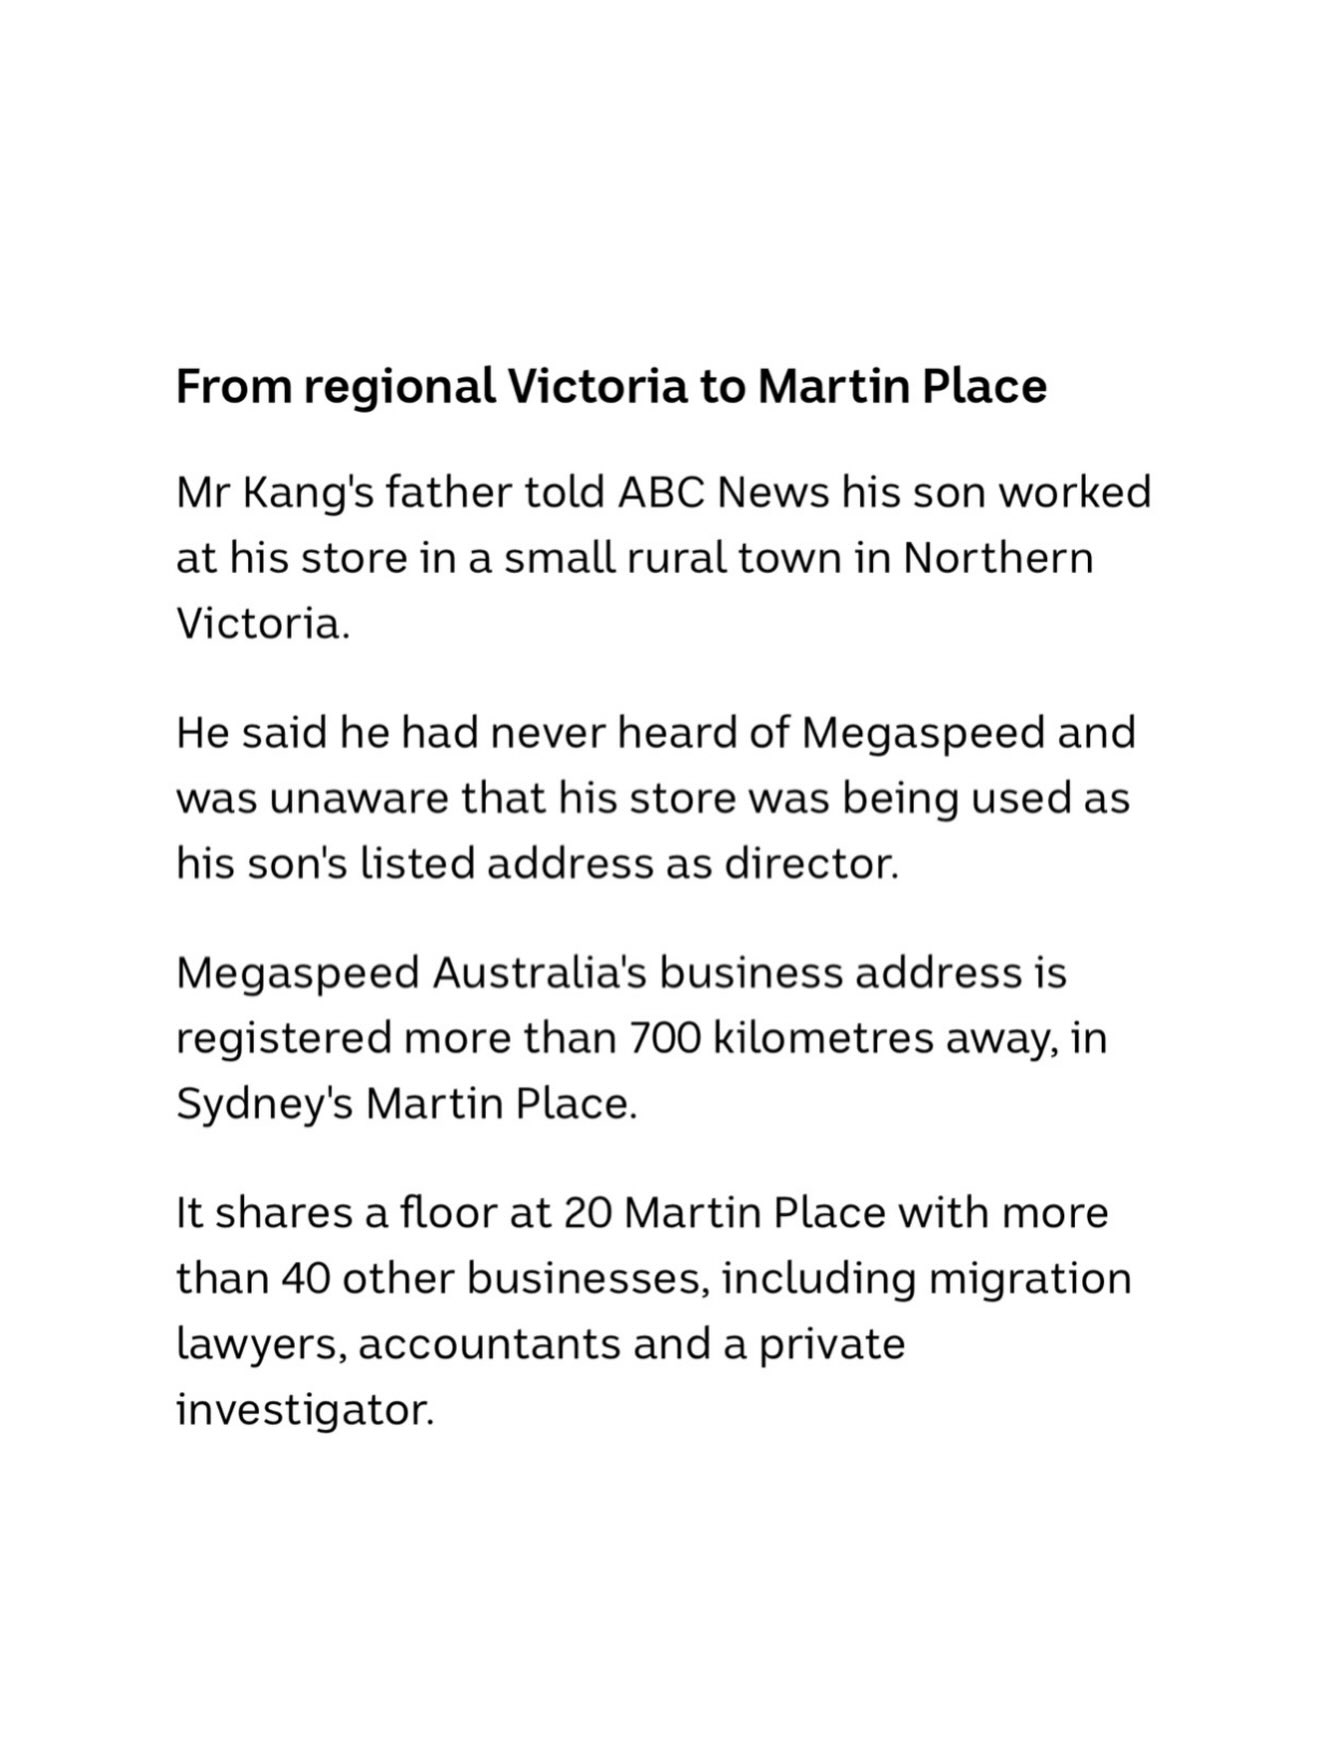 From regional Victoria to Martin Place
Mr Kang's father told ABC News his son worked
at his store in a small rural town in Northern
Victoria.
He said he had never heard of Megaspeed and
was unaware that his store was being used as
his son's listed address as director.
Megaspeed Australia's business address is
registered more than 700 kilometres away, in
Sydney's Martin Place.
It shares a floor at 20 Martin Place with more
than 40 other businesses, including migration
lawyers, accountants and a private
investigator.